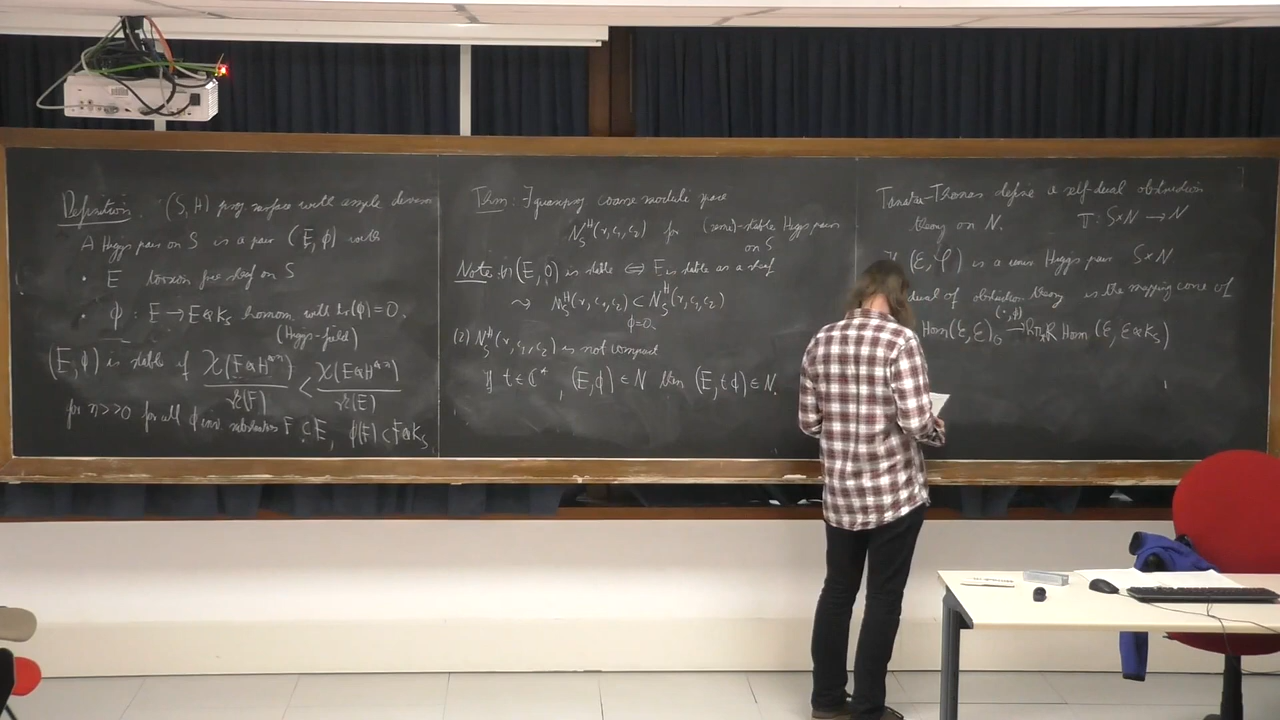 Definition. (S, H) proj. surface with ample divisor
A Higgs pair on S is a pair (E, ϕ) with
• E torsion free sheaf on S
• ϕ : E → E⊗K_S homom. with tr(ϕ) = 0.
(Higgs-field)
(E, ϕ) is stable if χ(F⊗H^{⊗n})/rk(F) < χ(E⊗H^{⊗n})/rk(E)
for n>>0 for all ϕ inv. subsheaves F ⊊ E, ϕ(F) ⊂ F⊗K_S
Thm: ∃ quasiproj coarse moduli space
N_S^H(r, c_1, c_2) for (semi)-stable Higgs pairs
on S
Note: (1) (E, 0) is stable ⇔ E is stable as a sheaf
⇝ M_S^H(r, c_1, c_2) ⊂ N_S^H(r, c_1, c_2)
ϕ=0
(2) N_S^H(r, c_1, c_2) is not compact
If t ∈ ℂ*, (E, ϕ) ∈ N then (E, tϕ) ∈ N.
Tanaka-Thomas define a self-dual obstruction
theory on N. π : S×N → N
(ℰ, φ) is a univ Higgs pair S×N
dual of obstruction theory is the mapping cone of
Hom(ℰ, ℰ)_0 →^{(·, ϕ)} Rπ_* R Hom (ℰ, ℰ⊗K_S)